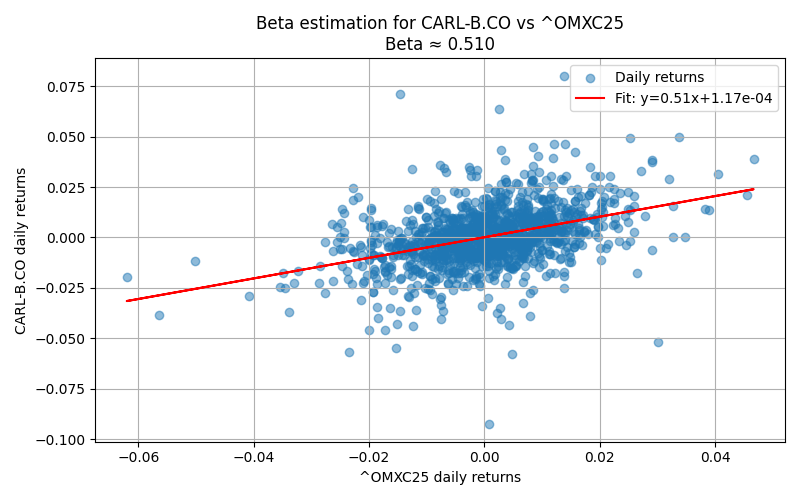 Beta estimation for CARL-B.CO vs ^OMXC25
Beta ≈ 0.510
Daily returns
Fit: y=0.51x+1.17e-04
CARL-B.CO daily returns
0.075
0.050
0.025
0.000
−0.025
−0.050
−0.075
−0.100
−0.06 −0.04 −0.02 0.00 0.02 0.04
^OMXC25 daily returns